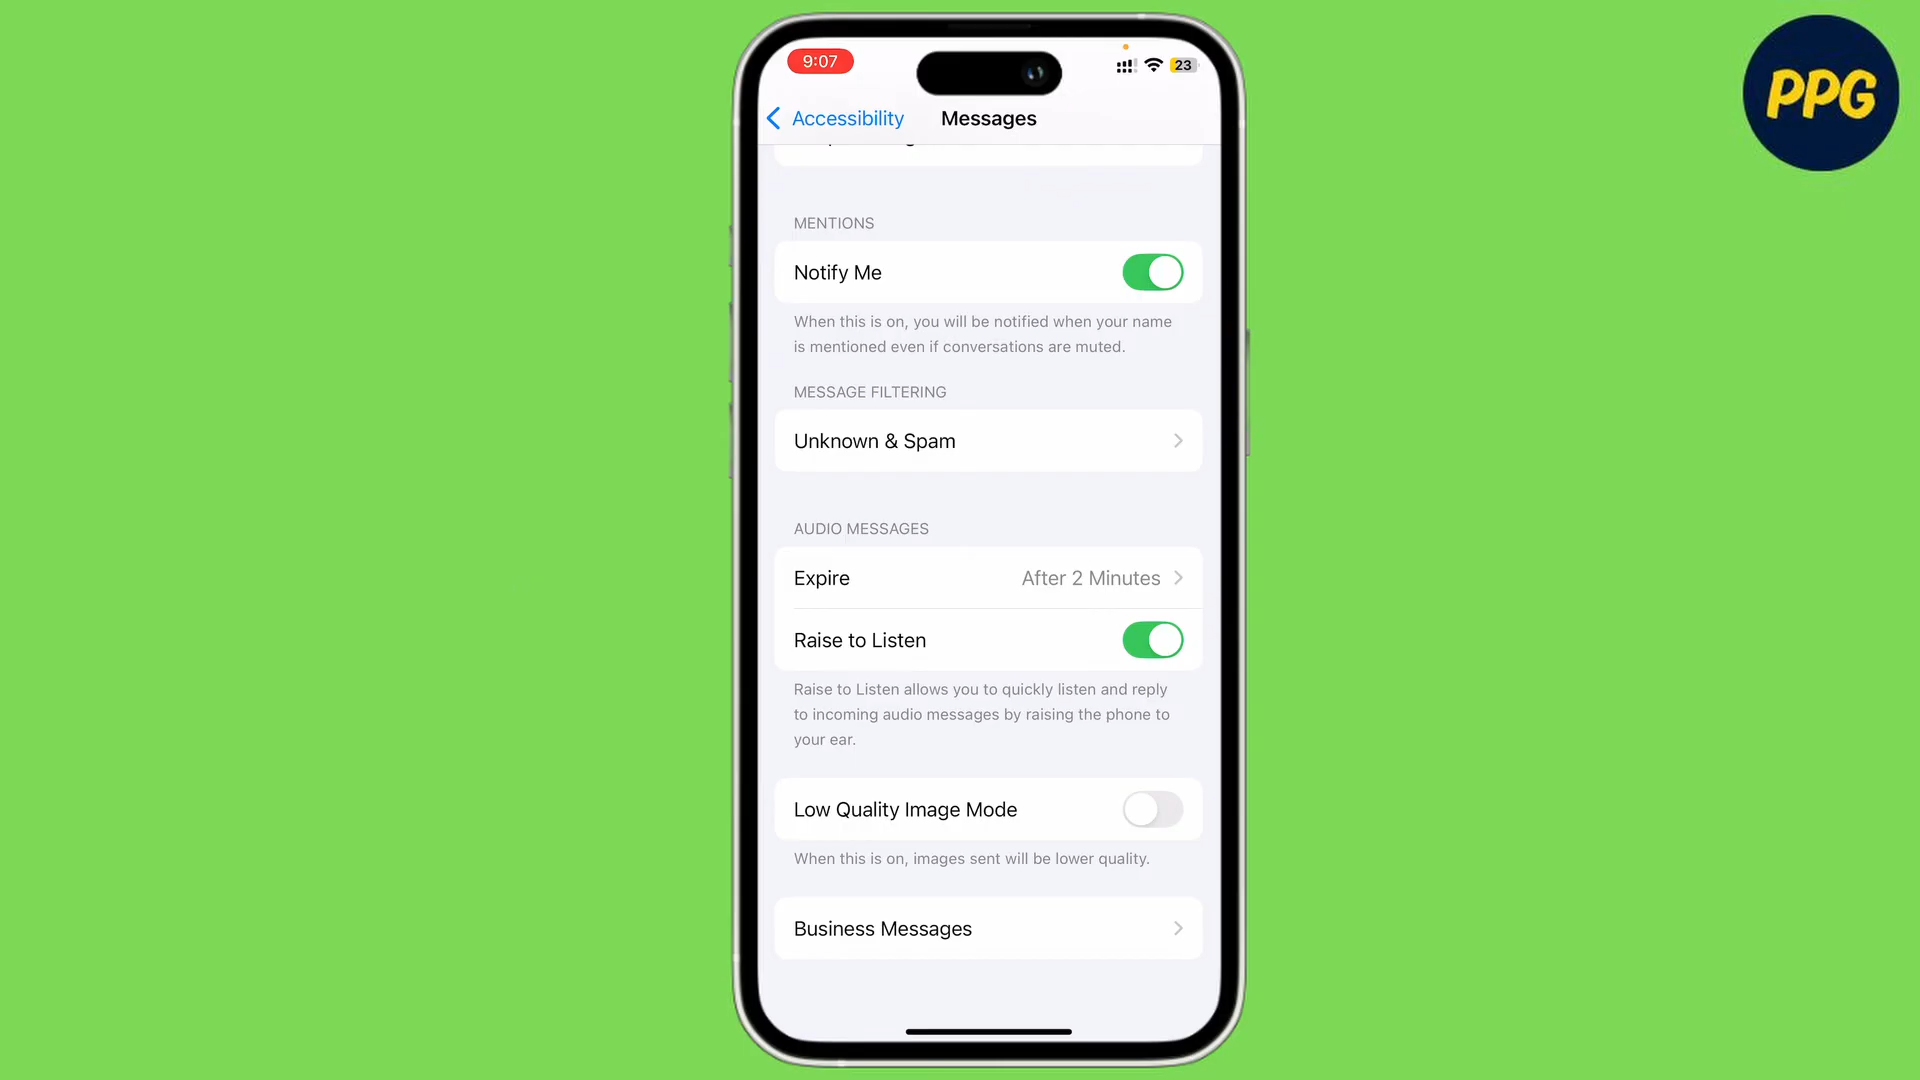 9:07
23
PPG
Accessibility
Messages
MENTIONS
Notify Me
When this is on, you will be notified when your name
is mentioned even if conversations are muted.
MESSAGE FILTERING
Unknown & Spam
AUDIO MESSAGES
Expire
After 2 Minutes
Raise to Listen
Raise to Listen allows you to quickly listen and reply
to incoming audio messages by raising the phone to
your ear.
Low Quality Image Mode
When this is on, images sent will be lower quality.
Business Messages